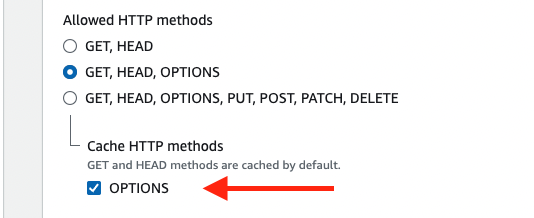 Allowed HTTP methods
GET, HEAD
GET, HEAD, OPTIONS
GET, HEAD, OPTIONS, PUT, POST, PATCH, DELETE
Cache HTTP methods
GET and HEAD methods are cached by default.
OPTIONS